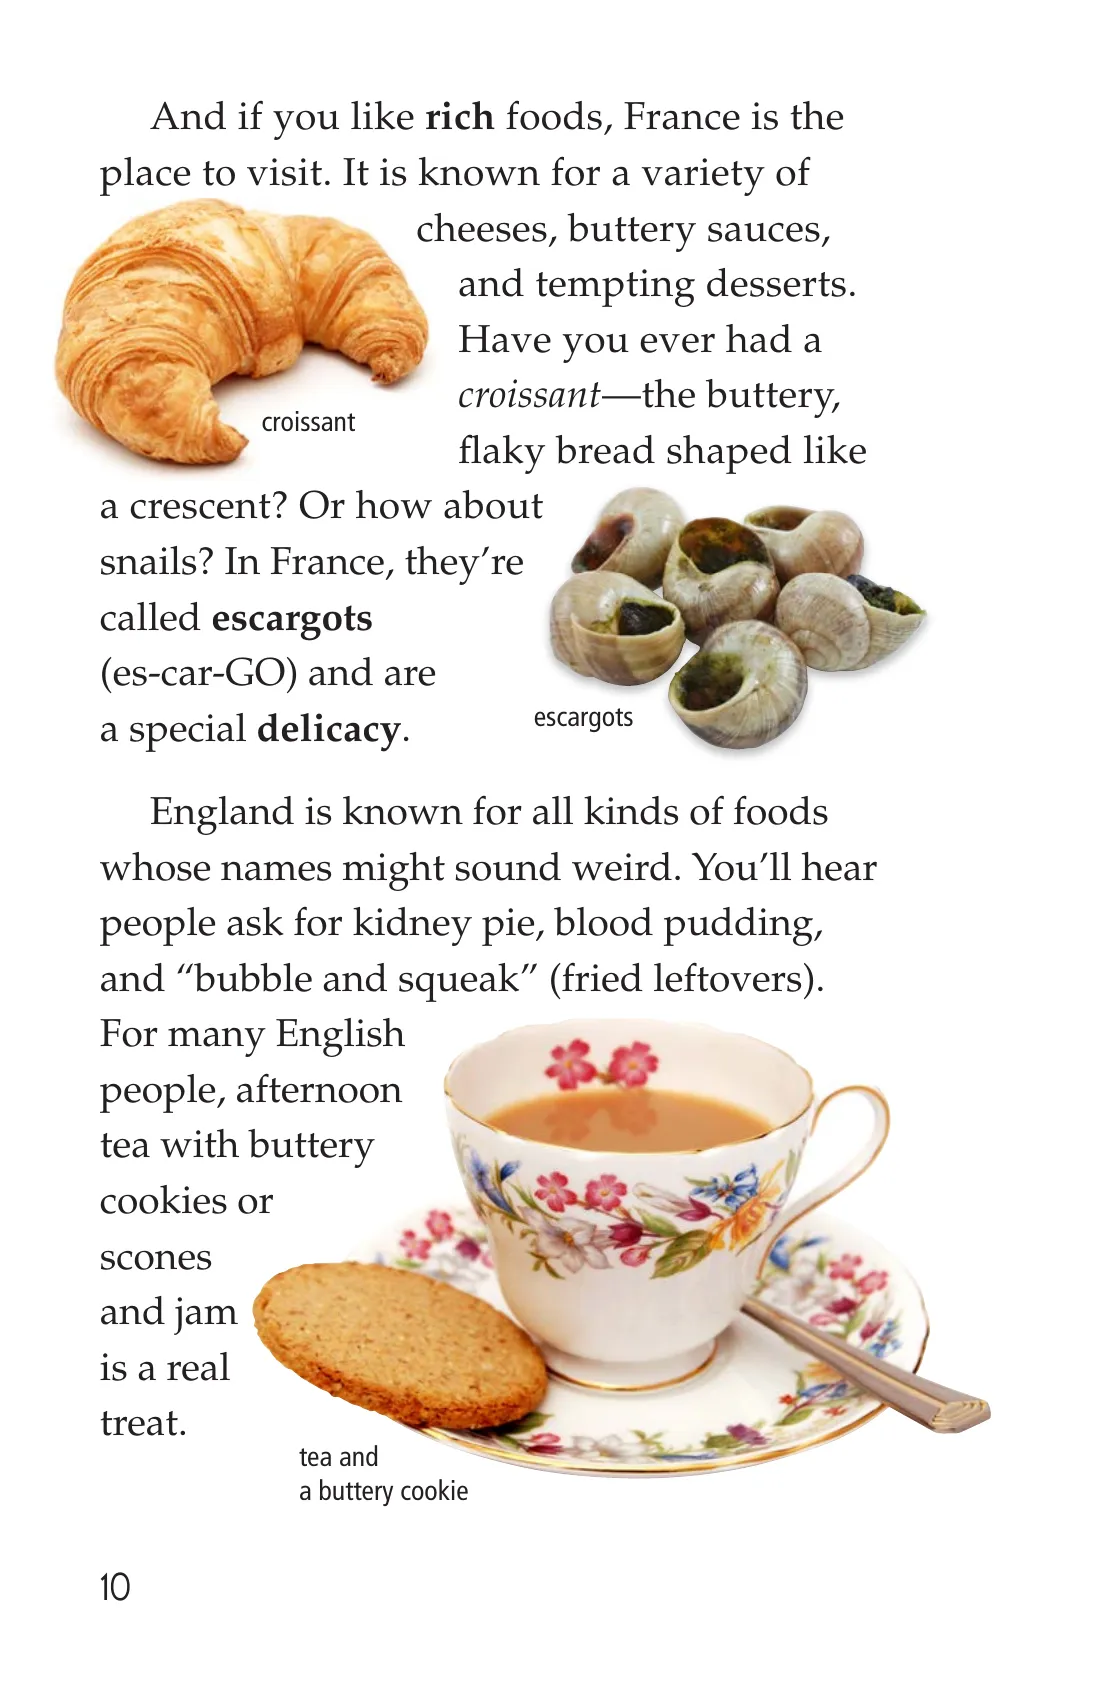 And if you like rich foods, France is the
place to visit. It is known for a variety of
cheeses, buttery sauces,
and tempting desserts.
Have you ever had a
croissant—the buttery,
flaky bread shaped like
a crescent? Or how about
snails? In France, they’re
called escargots
(es-car-GO) and are
a special delicacy.
croissant
escargots
England is known for all kinds of foods
whose names might sound weird. You’ll hear
people ask for kidney pie, blood pudding,
and “bubble and squeak” (fried leftovers).
For many English
people, afternoon
tea with buttery
cookies or
scones
and jam
is a real
treat.
tea and
a buttery cookie
10